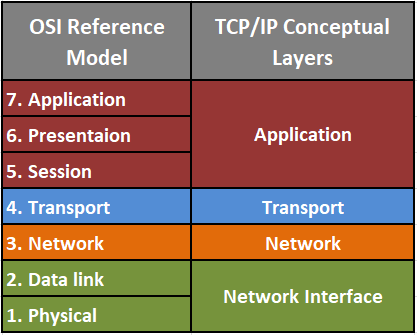 OSI Reference
Model
TCP/IP Conceptual
Layers
7. Application
6. Presentaion
5. Session
Application
4. Transport
Transport
3. Network
Network
2. Data link
1. Physical
Network Interface